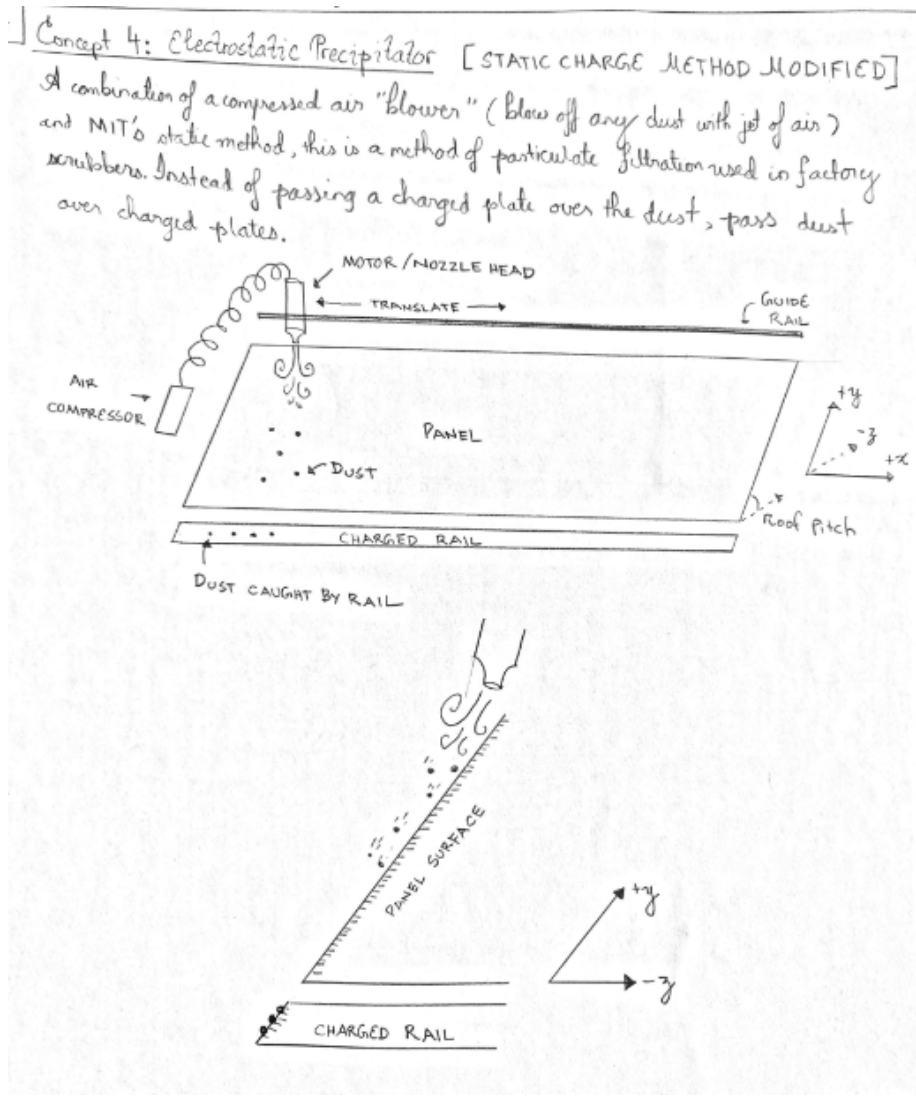 Concept 4: Electrostatic Precipitator [STATIC CHARGE METHOD MODIFIED]
A combination of a compressed air "blower" (blow off any dust with jet of air)
and MIT's static method, this is a method of particulate filtration used in factory
scrubbers. Instead of passing a charged plate over the dust, pass dust
over charged plates.
MOTOR/NOZZLE HEAD
TRANSLATE
GUIDE
RAIL
AIR
COMPRESSOR
PANEL
DUST
+y
-z
+x
Roof Pitch
CHARGED RAIL
DUST CAUGHT BY RAIL
PANEL SURFACE
+y
-z
CHARGED RAIL